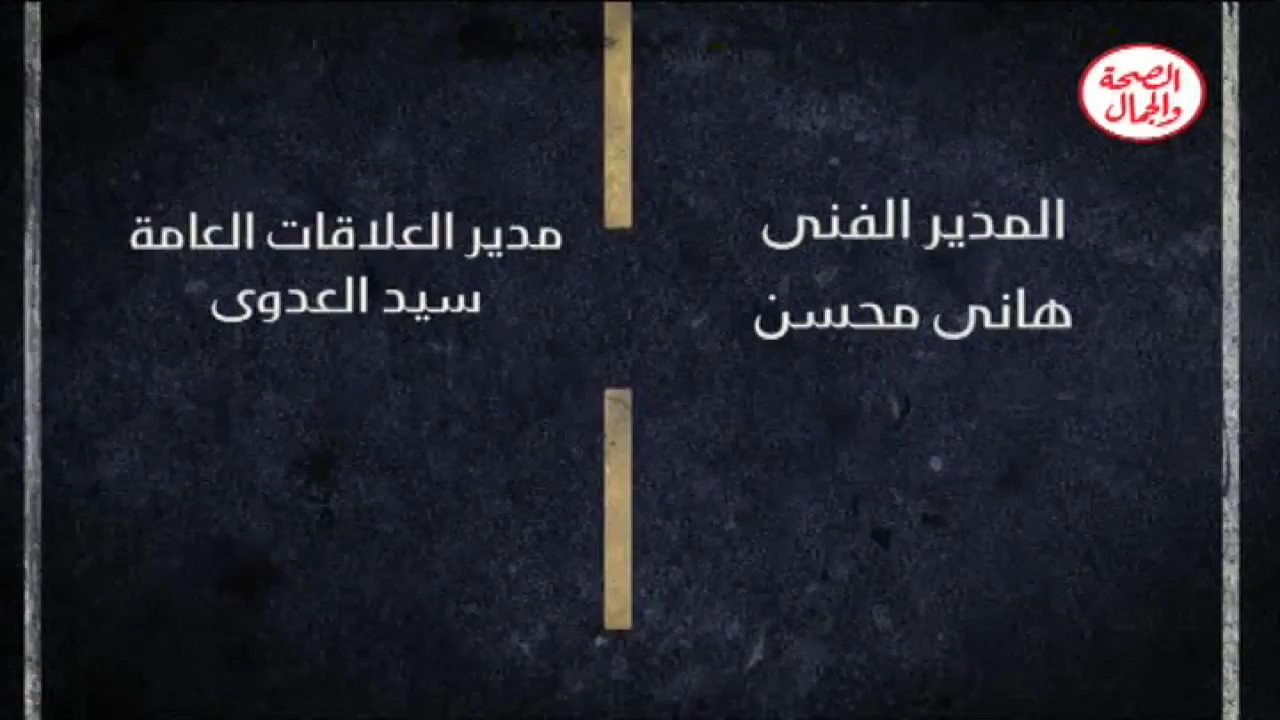 الصحة
والجمال
المدير الفنى
هانى محسن
مدير العلاقات العامة
سيد العدوى